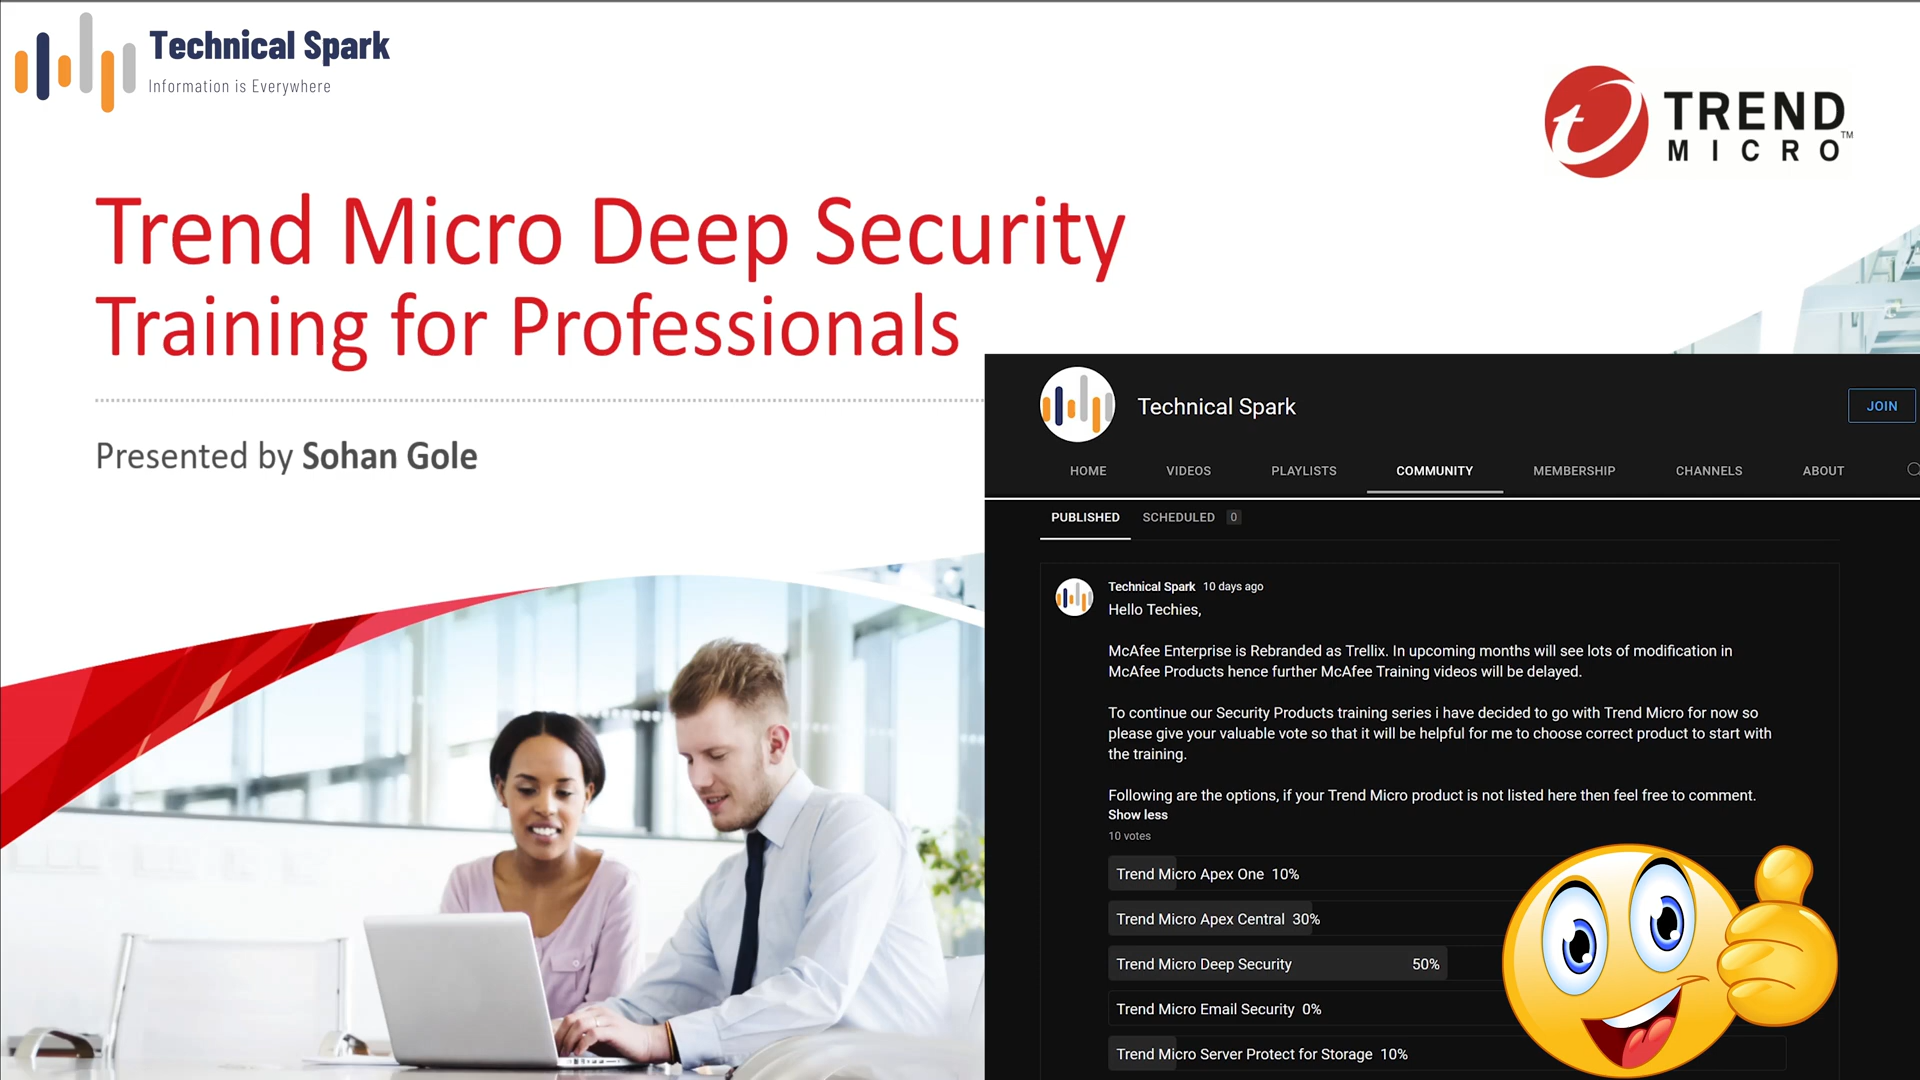 Technical Spark
Information is Everywhere
TREND
MICRO
TM
Trend Micro Deep Security
Training for Professionals
Presented by Sohan Gole
Technical Spark
JOIN
HOME VIDEOS PLAYLISTS COMMUNITY MEMBERSHIP CHANNELS ABOUT
PUBLISHED SCHEDULED 0
Technical Spark 10 days ago
Hello Techies,
McAfee Enterprise is Rebranded as Trellix. In upcoming months will see lots of modification in
McAfee Products hence further McAfee Training videos will be delayed.
To continue our Security Products training series i have decided to go with Trend Micro for now so
please give your valuable vote so that it will be helpful for me to choose correct product to start with
the training.
Following are the options, if your Trend Micro product is not listed here then feel free to comment.
Show less
10 votes
Trend Micro Apex One 10%
Trend Micro Apex Central 30%
Trend Micro Deep Security 50%
Trend Micro Email Security 0%
Trend Micro Server Protect for Storage 10%